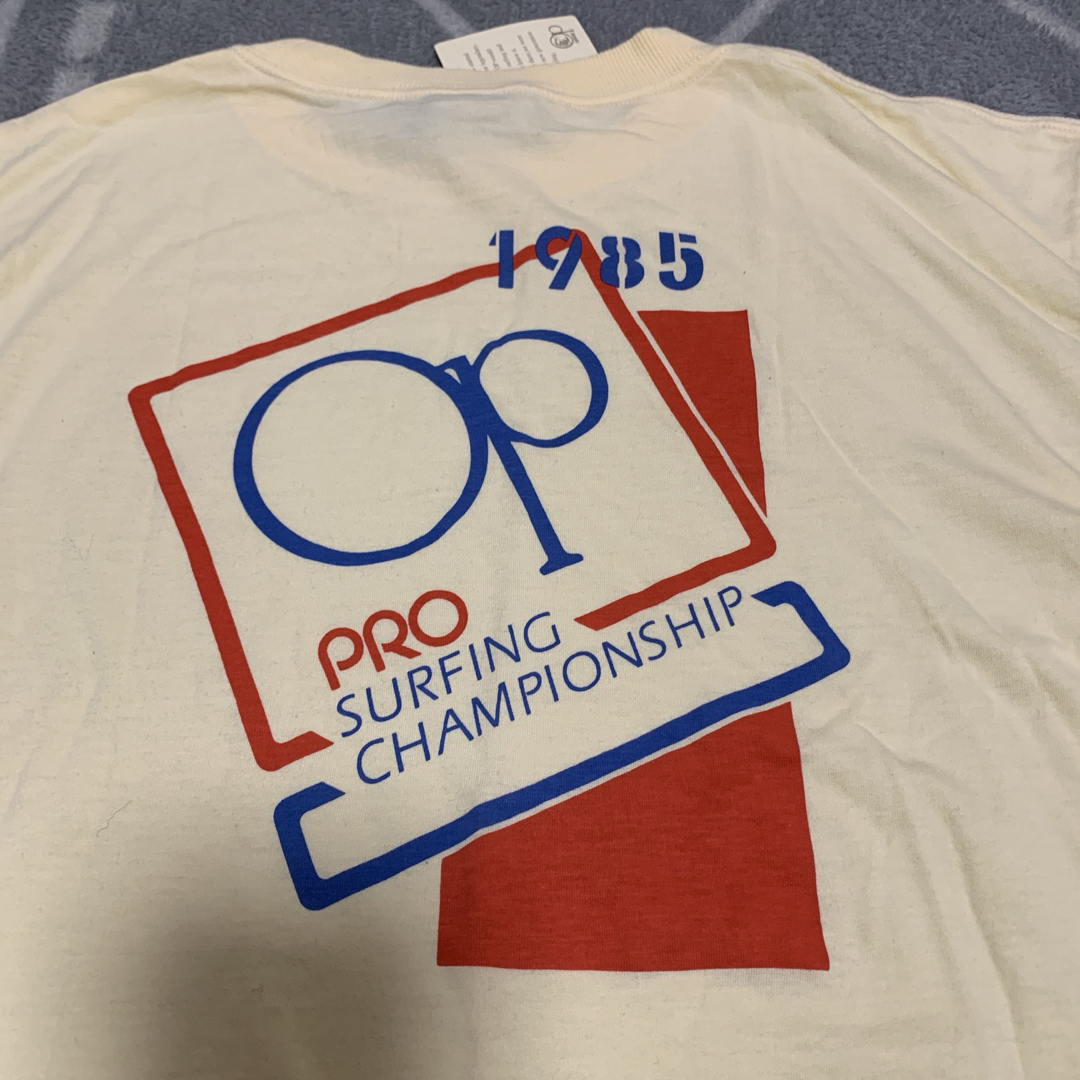 1985
Op
PRO
SURFING
CHAMPIONSHIP